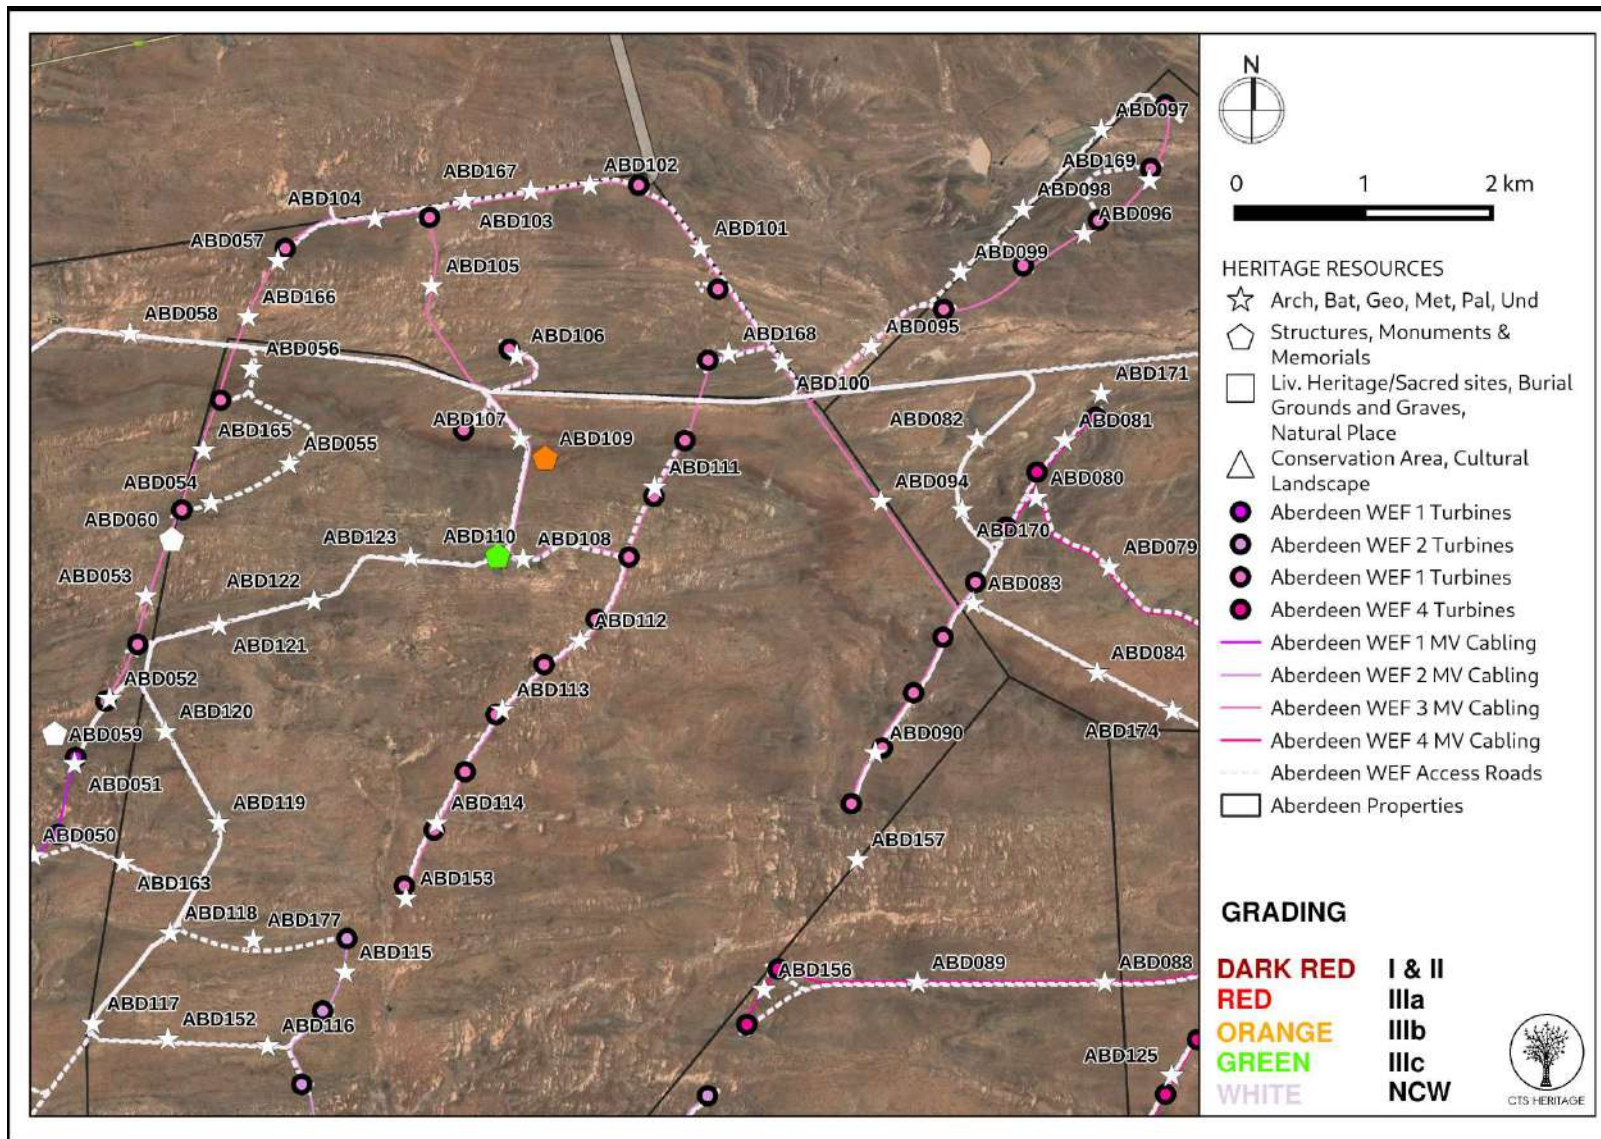 ABD097
ABD169
ABD167
ABD102
ABD104
ABD098
ABD103
ABD096
ABD101
ABD057
ABD099
ABD105
ABD166
ABD058
ABD095
ABD106
ABD168
ABD056
ABD171
ABD100
ABD107
ABD082
ABD081
ABD165
ABD055
ABD109
ABD111
ABD054
ABD094
ABD080
ABD060
ABD170
ABD123
ABD110
ABD108
ABD079
ABD053
ABD122
ABD083
ABD112
ABD121
ABD084
ABD052
ABD113
ABD120
ABD174
ABD059
ABD090
ABD051
ABD119
ABD114
ABD050
ABD157
ABD163
ABD153
ABD118
ABD177
ABD115
ABD156
ABD089
ABD088
ABD117
ABD152
ABD116
ABD125
N
0 1 2 km
HERITAGE RESOURCES
Arch, Bat, Geo, Met, Pal, Und
Structures, Monuments &
Memorials
Liv. Heritage/Sacred sites, Burial
Grounds and Graves,
Natural Place
Conservation Area, Cultural
Landscape
Aberdeen WEF 1 Turbines
Aberdeen WEF 2 Turbines
Aberdeen WEF 1 Turbines
Aberdeen WEF 4 Turbines
Aberdeen WEF 1 MV Cabling
Aberdeen WEF 2 MV Cabling
Aberdeen WEF 3 MV Cabling
Aberdeen WEF 4 MV Cabling
Aberdeen WEF Access Roads
Aberdeen Properties
GRADING
DARK RED I & II
RED IIIa
ORANGE IIIb
GREEN IIIc
WHITE NCW
CTS HERITAGE